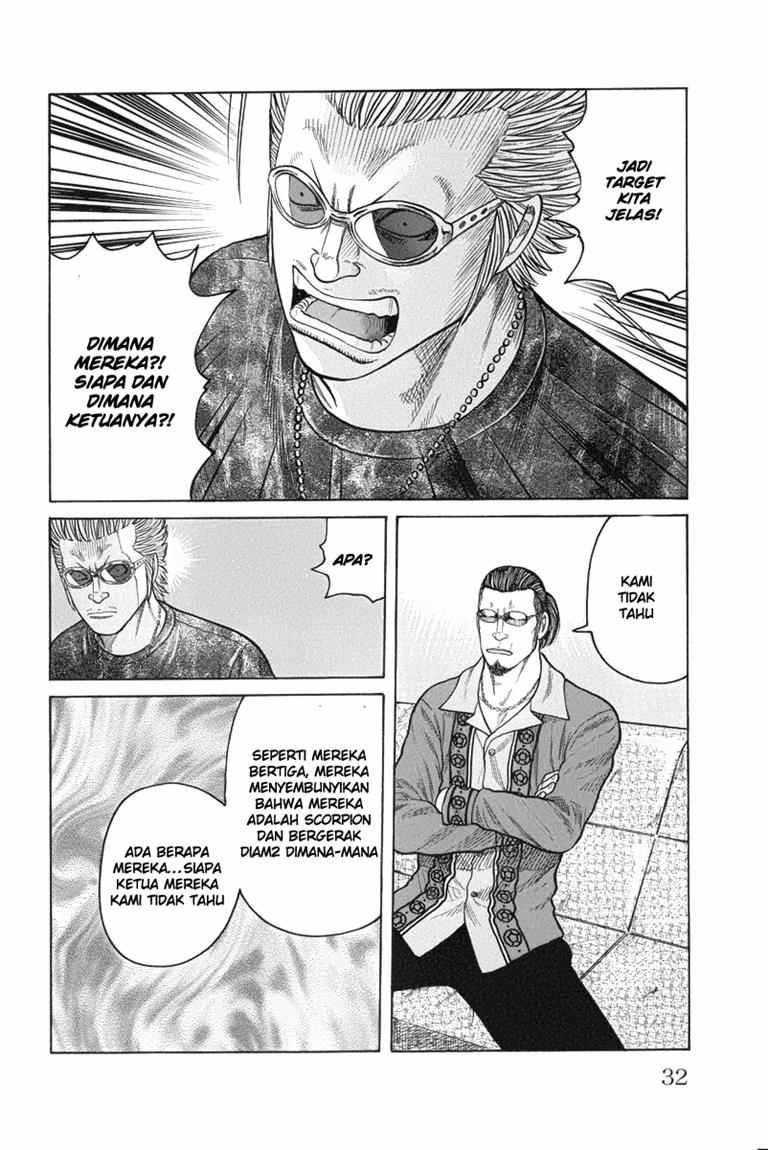 JADI
TARGET
KITA
JELAS!
DIMANA
MEREKA?!
SIAPA DAN
DIMANA
KETUANYA?!
KAMI
TIDAK
TAHU
APA?
SEPERTI MEREKA
BERTIGA, MEREKA
MENYEMBUNYIKAN
BAHWA MEREKA
ADALAH SCORPION
DAN BERGERAK
DIAM2 DIMANA-MANA
ADA BERAPA
MEREKA...SIAPA
KETUA MEREKA
KAMI TIDAK TAHU
32